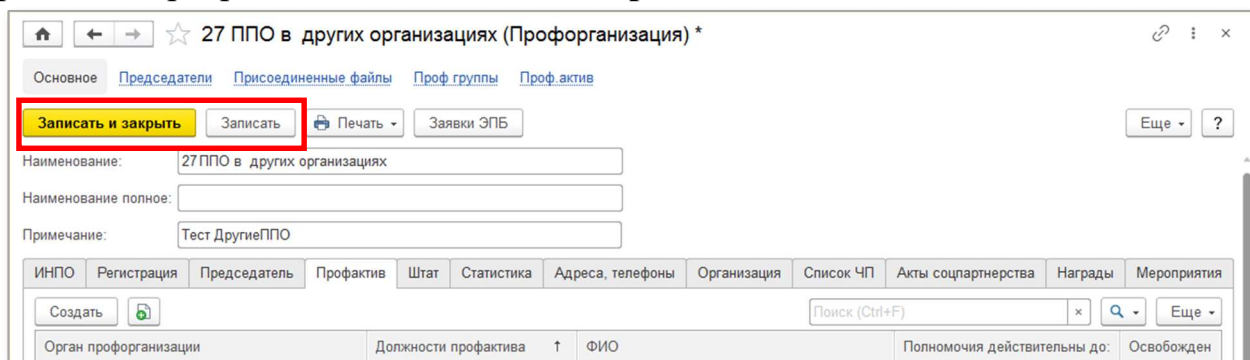 27 ППО в других организациях (Профорганизация) *
Основное Председатели Присоединенные файлы Проф группы Проф.актив
Записать и закрыть Записать Печать Заявки ЭПБ Еще ?
Наименование: 27 ППО в других организациях
Наименование полное:
Примечание: Тест ДругиеППО
ИНПО Регистрация Председатель Профактив Штат Статистика Адреса, телефоны Организация Список ЧП Акты соцпартнерства Награды Мероприятия
Создать Поиск (Ctrl+F) × Еще
Орган профорганизации Должности профактива ↑ ФИО Полномочия действительны до: Освобожден